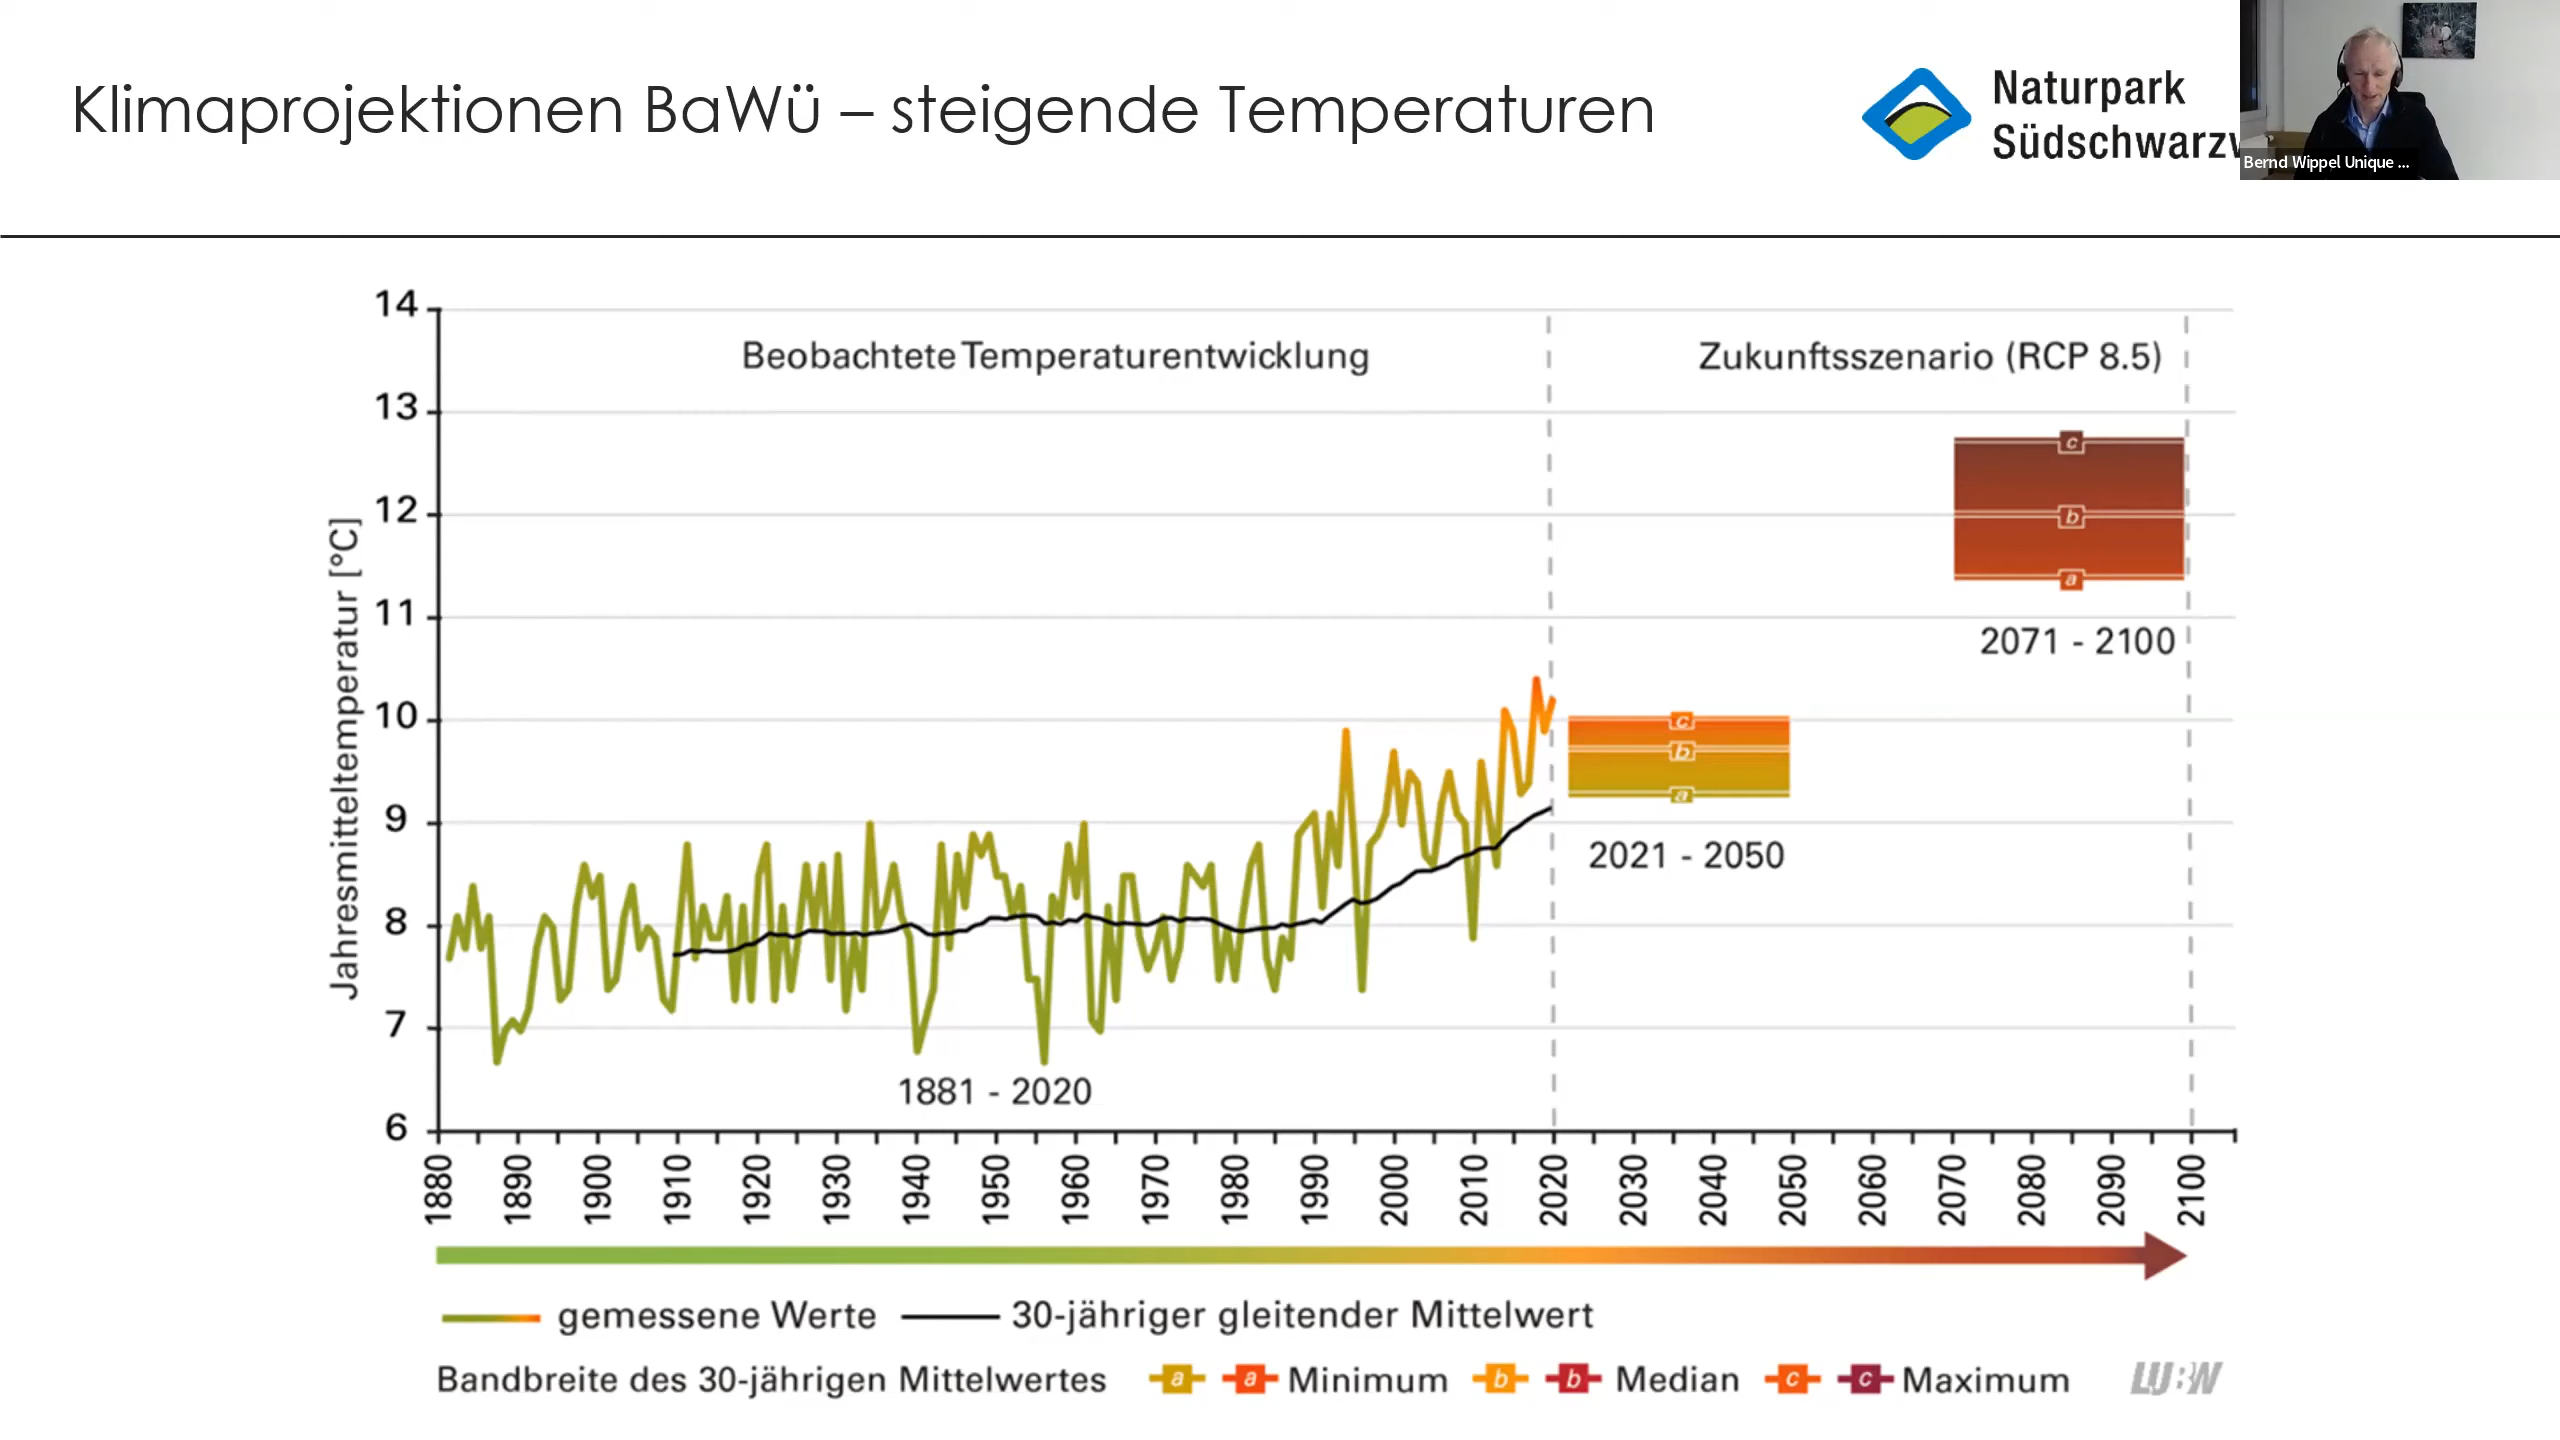 Klimaprojektionen BaWü – steigende Temperaturen
Naturpark
Südschwarzw
Bernd Wippel Unique ...
Beobachtete Temperaturentwicklung
Zukunftsszenario (RCP 8.5)
Jahresmitteltemperatur [°C]
14
13
12
11
10
9
8
7
6
c
b
a
2071 - 2100
c
b
a
2021 - 2050
1881 - 2020
1880 1890 1900 1910 1920 1930 1940 1950 1960 1970 1980 1990 2000 2010 2020 2030 2040 2050 2060 2070 2080 2090 2100
gemessene Werte 30-jähriger gleitender Mittelwert
Bandbreite des 30-jährigen Mittelwertes a a Minimum b b Median c c Maximum LUBW